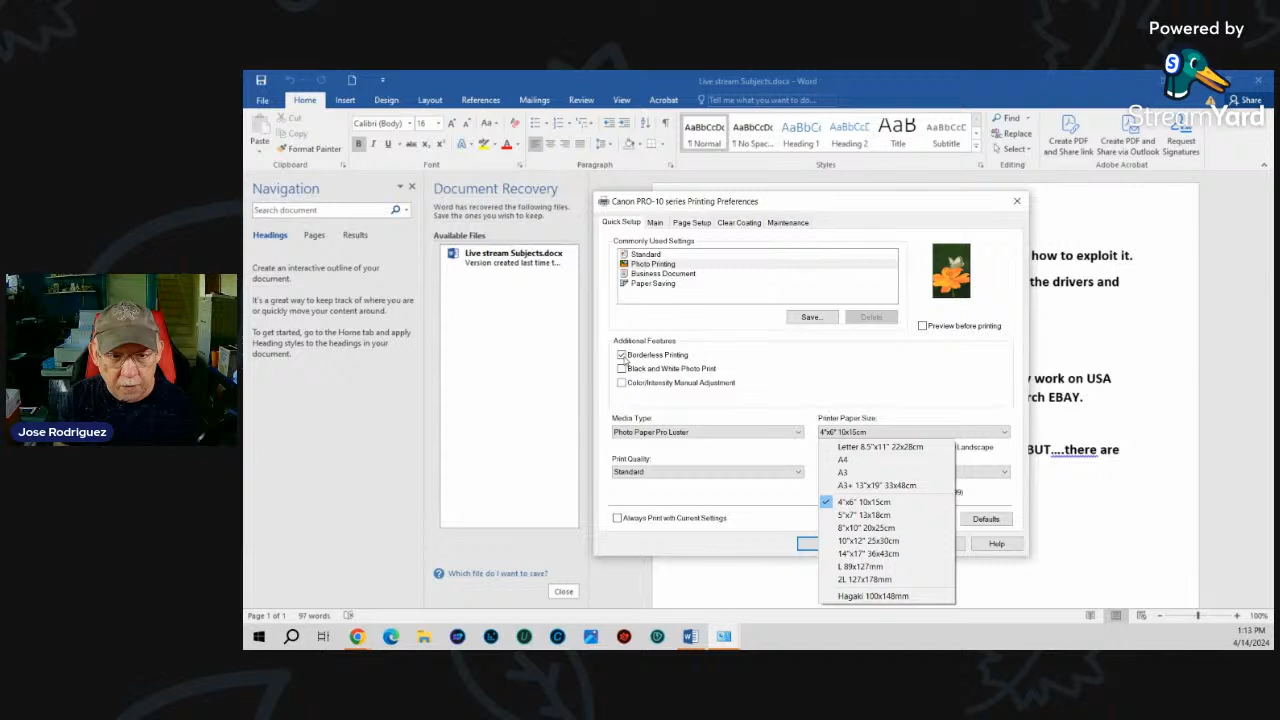 Powered by
StreamYard
Live stream Subjects.docx - Word
File
Home
Insert
Design
Layout
References
Mailings
Review
View
Acrobat
Tell me what you want to do...
Share
Paste
Cut
Copy
Format Painter
Clipboard
Calibri (Body)
16
Font
Paragraph
AaBbCcDc
AaBbCcDc
AaBbCc
AaBbCcC
AaB
AaBbCcC
¶ Normal
¶ No Spac...
Heading 1
Heading 2
Title
Subtitle
Styles
Find
Replace
Select
Editing
Create PDF
and Share link
Create PDF and
Share via Outlook
Request
Signatures
Adobe Acrobat
Navigation
Search document
Headings
Pages
Results
Create an interactive outline of your
document.
It's a great way to keep track of where you are
or quickly move your content around.
To get started, go to the Home tab and apply
Heading styles to the headings in your
document.
Document Recovery
Word has recovered the following files.
Save the ones you wish to keep.
Available Files
Live stream Subjects.docx
Version created last time t...
Which file do I want to save?
Close
Canon PRO-10 series Printing Preferences
Quick Setup
Main
Page Setup
Clear Coating
Maintenance
Commonly Used Settings
Standard
Photo Printing
Business Document
Paper Saving
Save...
Delete
Preview before printing
Additional Features
Borderless Printing
Black and White Photo Print
Color/Intensity Manual Adjustment
Media Type:
Photo Paper Pro Luster
Print Quality:
Standard
Always Print with Current Settings
Printer Paper Size:
4"x6" 10x15cm
Letter 8.5"x11" 22x28cm
A4
A3
A3+ 13"x19" 33x48cm
4"x6" 10x15cm
5"x7" 13x18cm
8"x10" 20x25cm
10"x12" 25x30cm
14"x17" 36x43cm
L 89x127mm
2L 127x178mm
Hagaki 100x148mm
Landscape
Defaults
Help
how to exploit it.
the drivers and
work on USA
EBAY.
BUT....there are
Jose Rodriguez
Page 1 of 1
97 words
100%
1:13 PM
4/14/2024